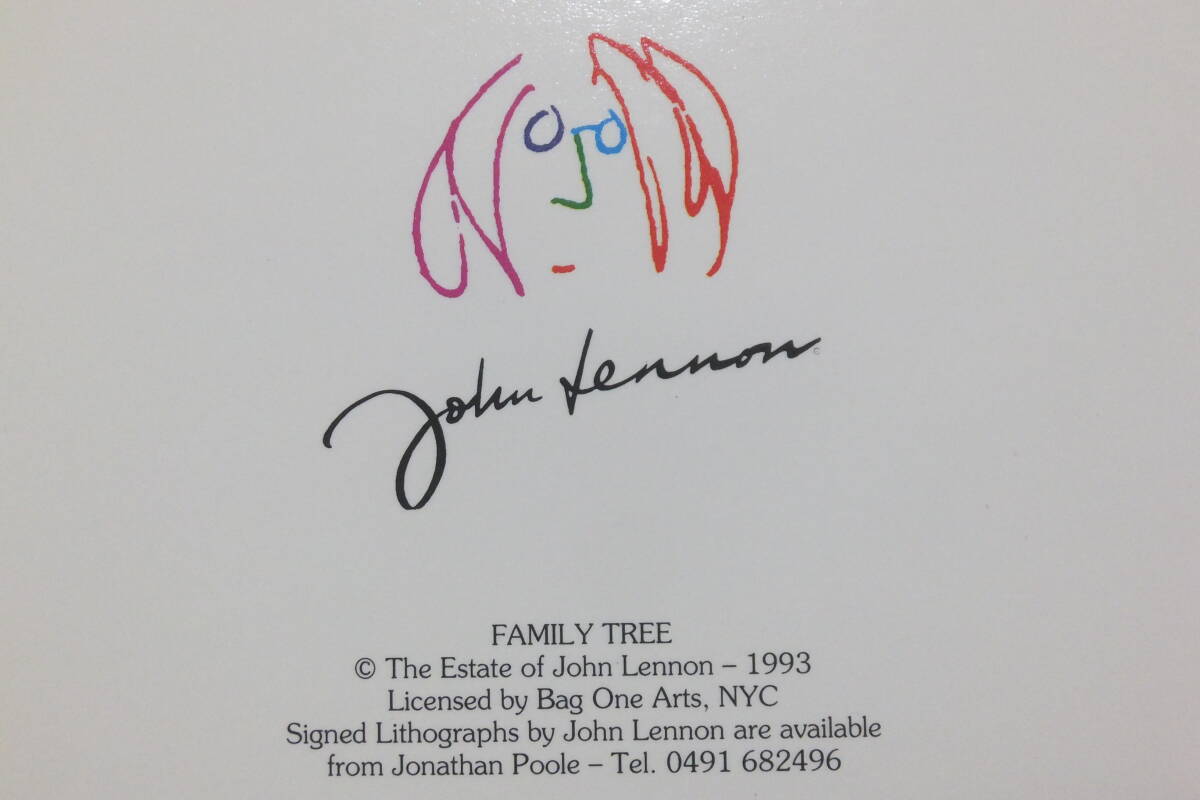 John Lennon ©
FAMILY TREE
© The Estate of John Lennon – 1993
Licensed by Bag One Arts, NYC
Signed Lithographs by John Lennon are available
from Jonathan Poole – Tel. 0491 682496